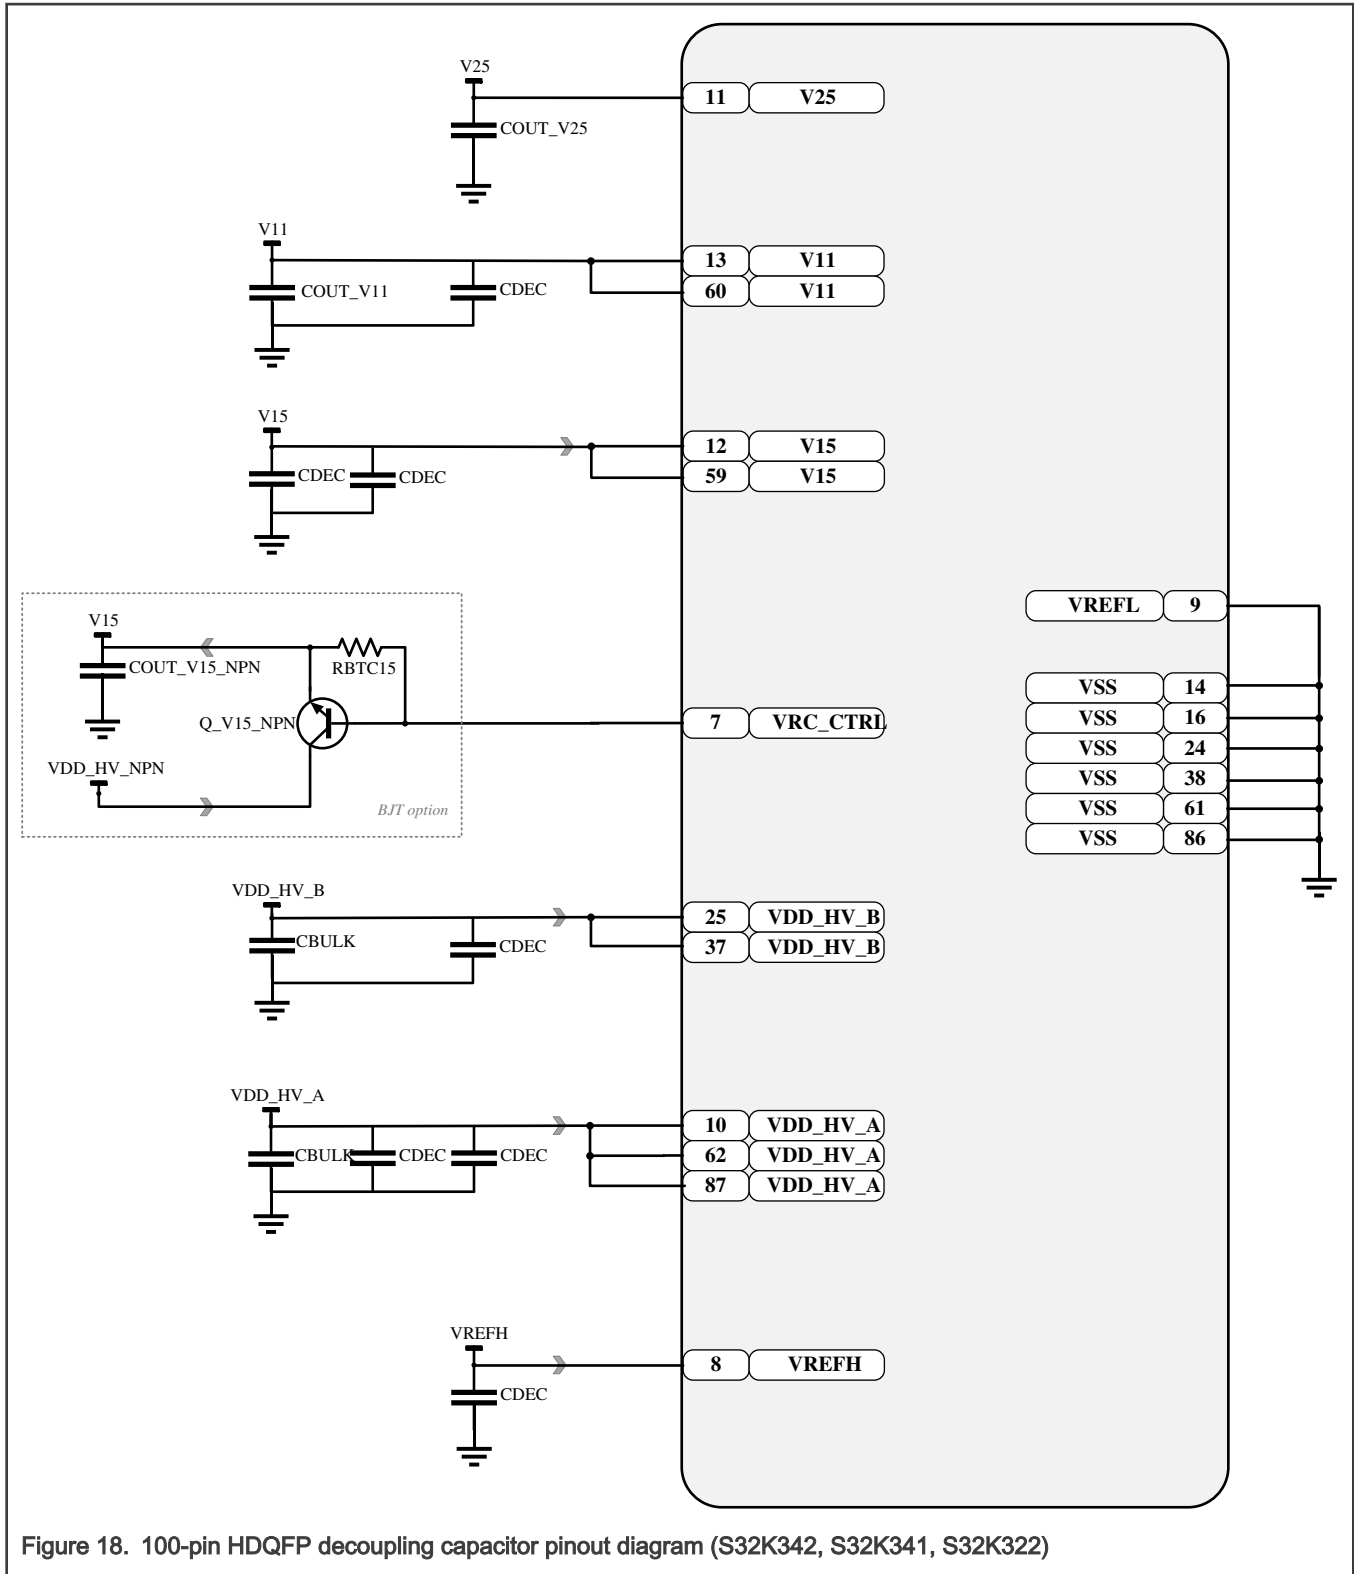 V25
11 V25
COUT_V25
V11
13 V11
COUT_V11 CDEC
60 V11
V15
12 V15
CDEC CDEC
59 V15
VREFL 9
V15
COUT_V15_NPN
RBTC15
VSS 14
VSS 16
Q_V15_NPN
7 VRC_CTRL
VSS 24
VDD_HV_NPN
VSS 38
BJT option
VSS 61
VSS 86
VDD_HV_B
25 VDD_HV_B
CBULK CDEC
37 VDD_HV_B
VDD_HV_A
10 VDD_HV_A
CBULK CDEC CDEC
62 VDD_HV_A
87 VDD_HV_A
VREFH
8 VREFH
CDEC
Figure 18. 100-pin HDQFP decoupling capacitor pinout diagram (S32K342, S32K341, S32K322)